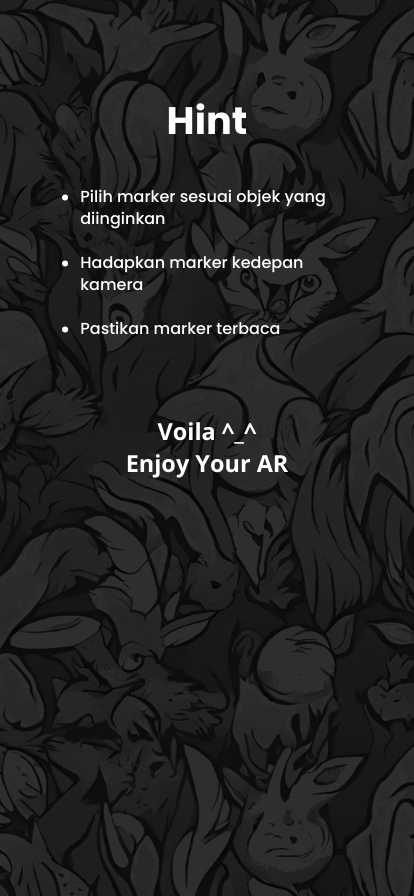 Hint
• Pilih marker sesuai objek yang
diinginkan
• Hadapkan marker kedepan
kamera
• Pastikan marker terbaca
Voila ^_^
Enjoy Your AR